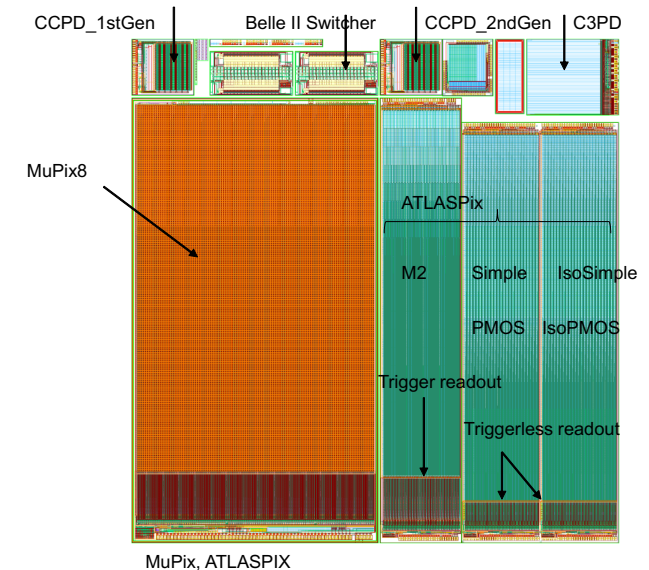 CCPD_1stGen Belle II Switcher CCPD_2ndGen C3PD
MuPix8
ATLASPix
M2 Simple IsoSimple
PMOS IsoPMOS
Trigger readout
Triggerless readout
MuPix, ATLASPIX